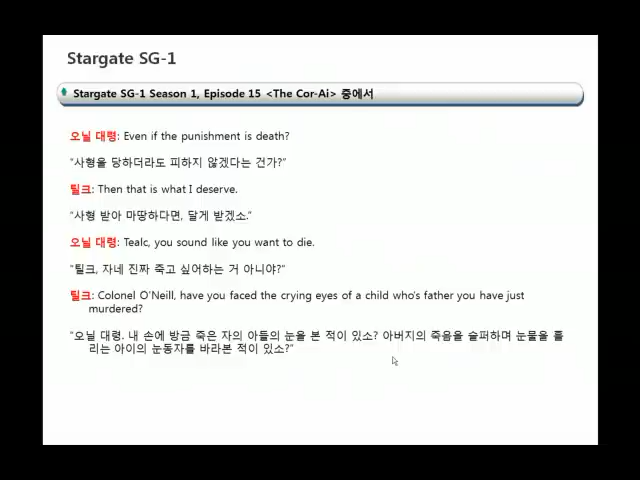 Stargate SG-1
Stargate SG-1 Season 1, Episode 15 <The Cor-Ai> 중에서
오닐 대령: Even if the punishment is death?
"사형을 당하더라도 피하지 않겠다는 건가?"
틸크: Then that is what I deserve.
"사형 받아 마땅하다면, 달게 받겠소."
오닐 대령: Tealc, you sound like you want to die.
"틸크, 자네 진짜 죽고 싶어하는 거 아니야?"
틸크: Colonel O'Neill, have you faced the crying eyes of a child who's father you have just
murdered?
"오닐 대령. 내 손에 방금 죽은 자의 아들의 눈을 본 적이 있소? 아버지의 죽음을 슬퍼하며 눈물을 흘
리는 아이의 눈동자를 바라본 적이 있소?"